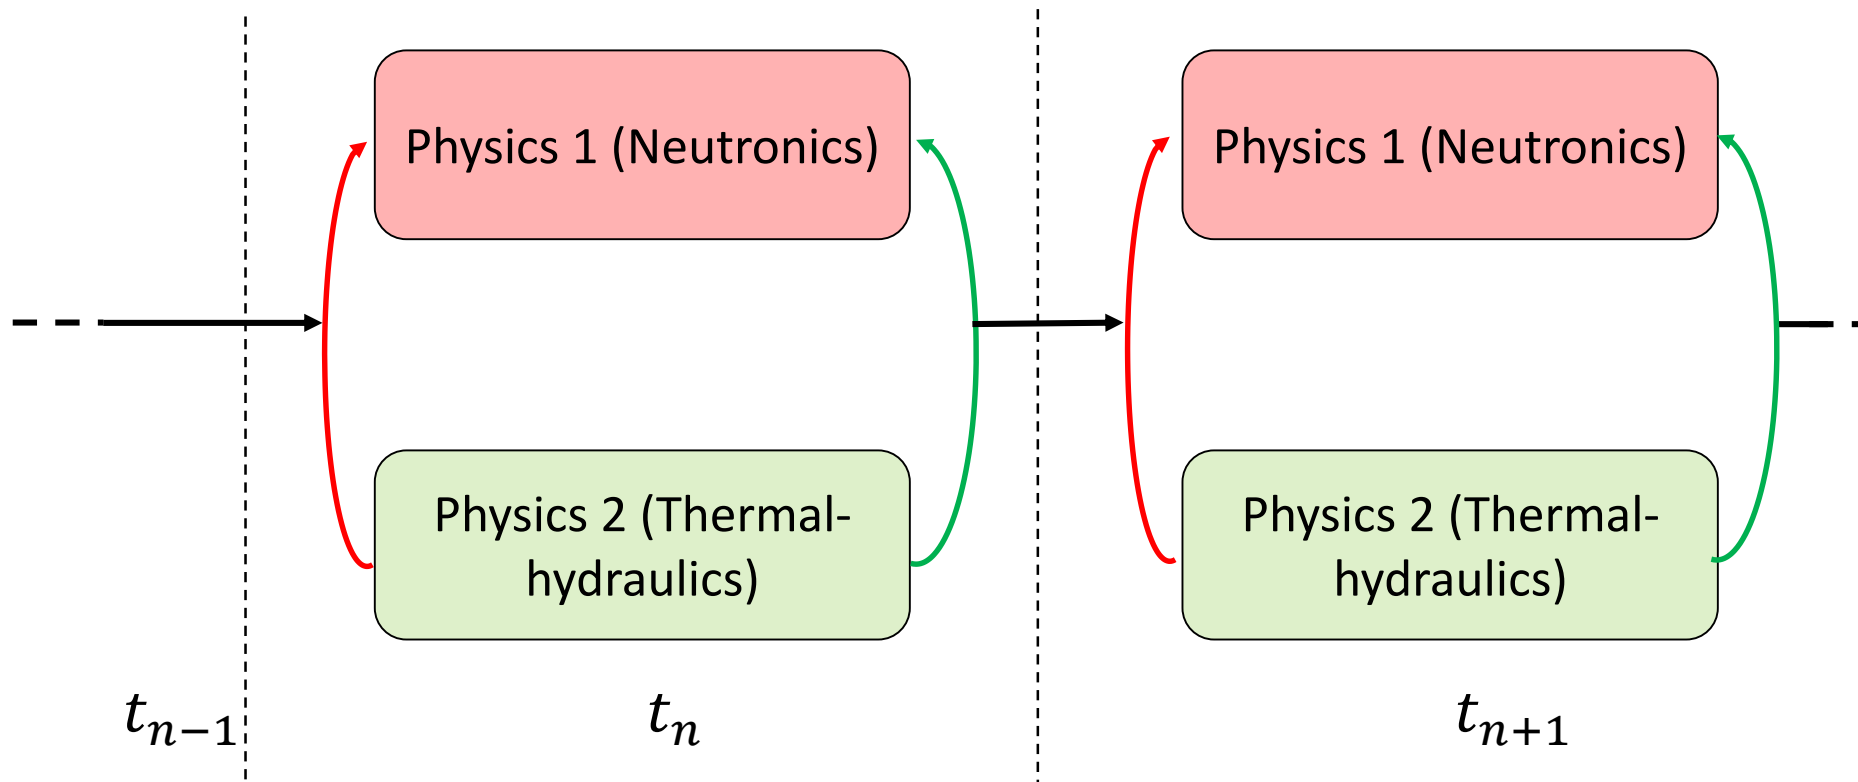 Physics 1 (Neutronics)
Physics 1 (Neutronics)
Physics 2 (Thermal-
hydraulics)
Physics 2 (Thermal-
hydraulics)
t_{n−1}
t_n
t_{n+1}